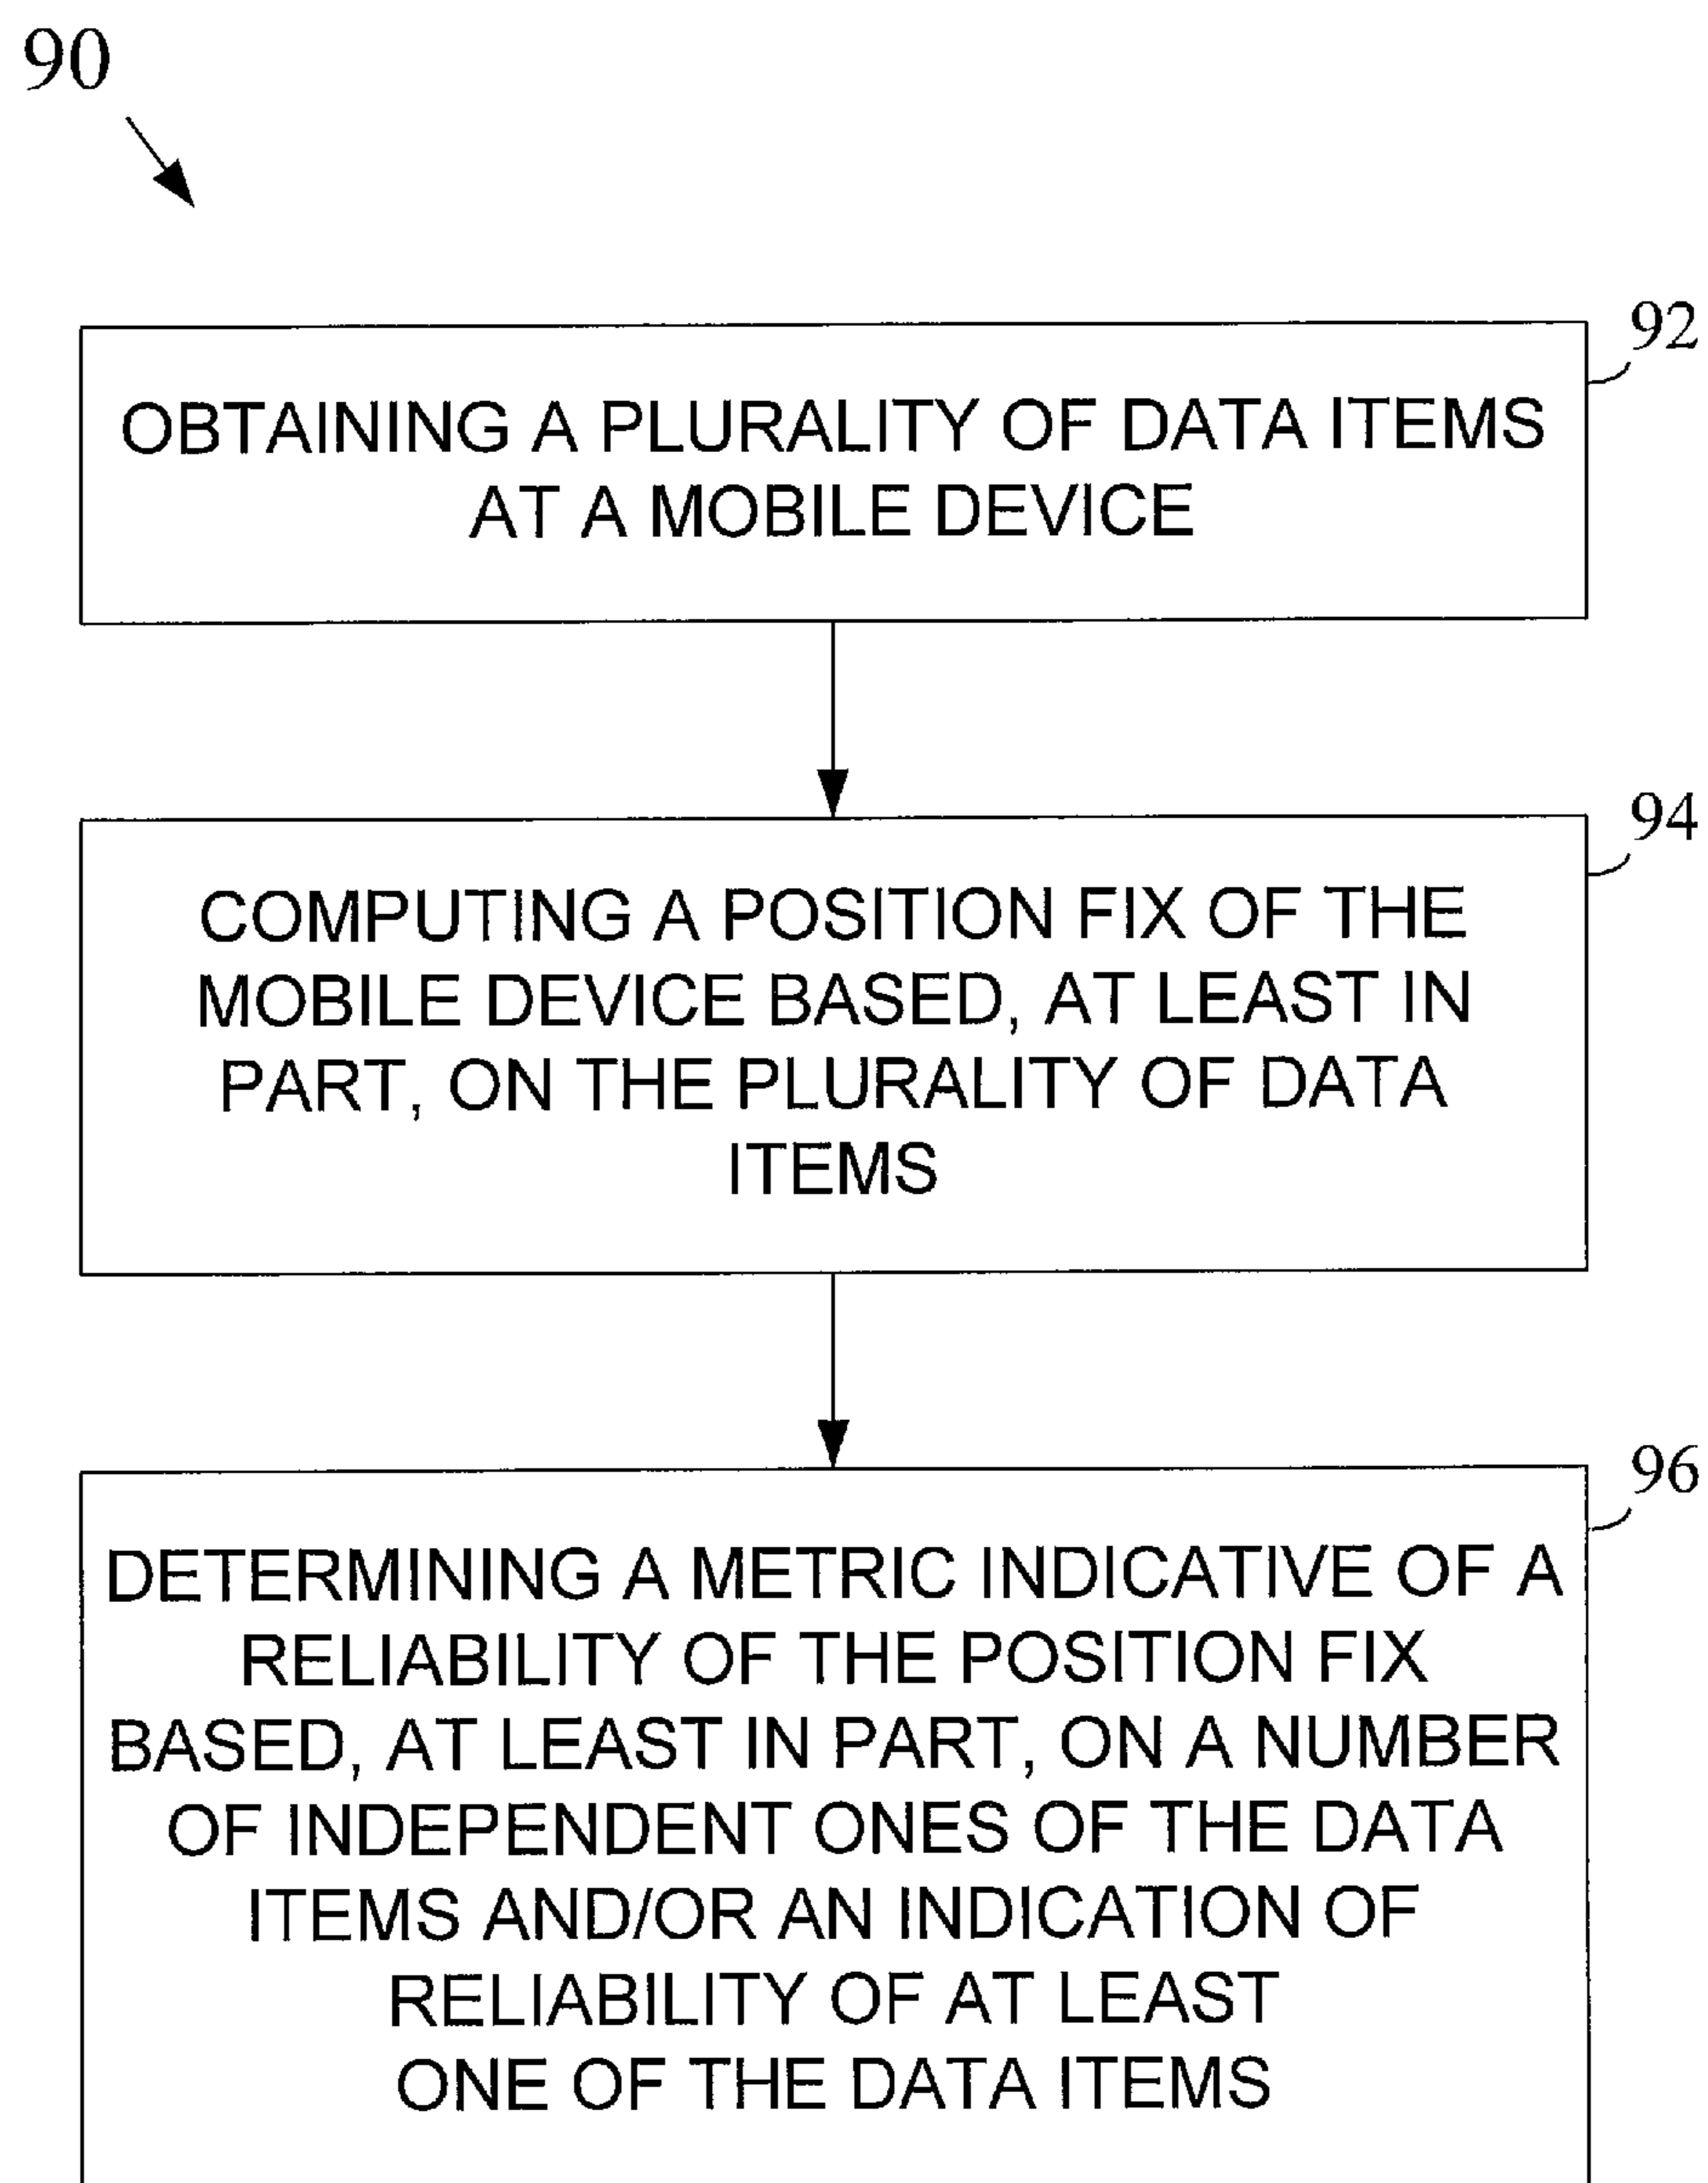 90
92
OBTAINING A PLURALITY OF DATA ITEMS
AT A MOBILE DEVICE
94
COMPUTING A POSITION FIX OF THE
MOBILE DEVICE BASED, AT LEAST IN
PART, ON THE PLURALITY OF DATA
ITEMS
96
DETERMINING A METRIC INDICATIVE OF A
RELIABILITY OF THE POSITION FIX
BASED, AT LEAST IN PART, ON A NUMBER
OF INDEPENDENT ONES OF THE DATA
ITEMS AND/OR AN INDICATION OF
RELIABILITY OF AT LEAST
ONE OF THE DATA ITEMS